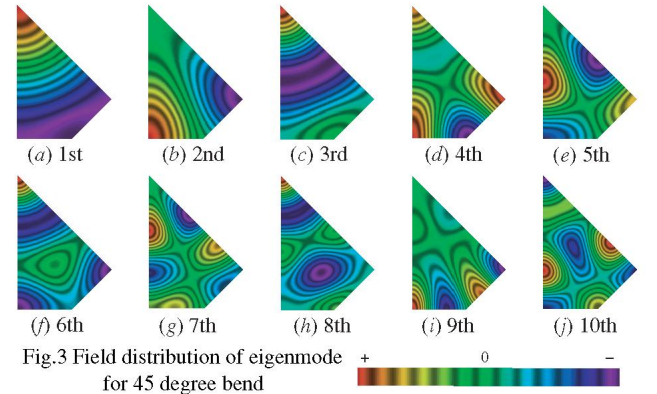 (a) 1st (b) 2nd (c) 3rd (d) 4th (e) 5th
(f) 6th (g) 7th (h) 8th (i) 9th (j) 10th
Fig.3 Field distribution of eigenmode
for 45 degree bend
+ 0 −